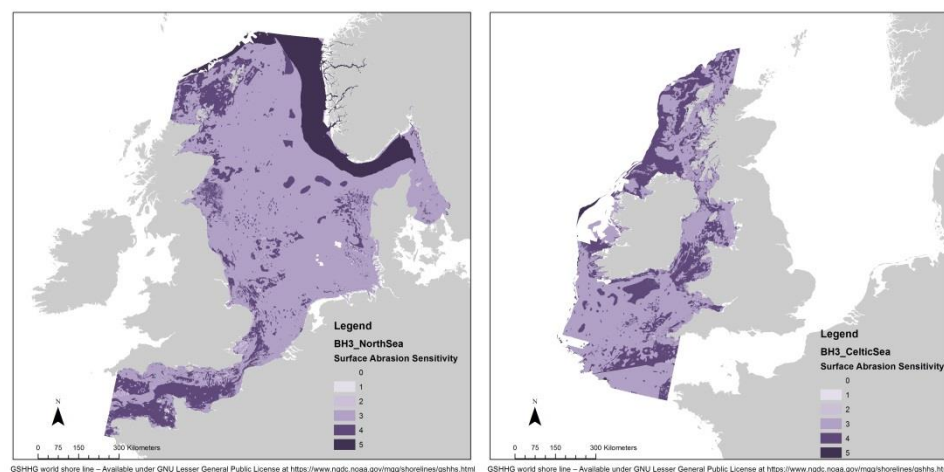 Legend
BH3_NorthSea
Surface Abrasion Sensitivity
0
1
2
3
4
5
N
0 75 150 300 Kilometers
GSHHG world shore line – Available under GNU Lesser General Public License at https://www.ngdc.noaa.gov/mgg/shorelines/gshhs.html
Legend
BH3_CelticSea
Surface Abrasion Sensitivity
0
1
2
3
4
5
N
0 75 150 300 Kilometers
GSHHG world shore line – Available under GNU Lesser General Public License at https://www.ngdc.noaa.gov/mgg/shorelines/gshhs.ht